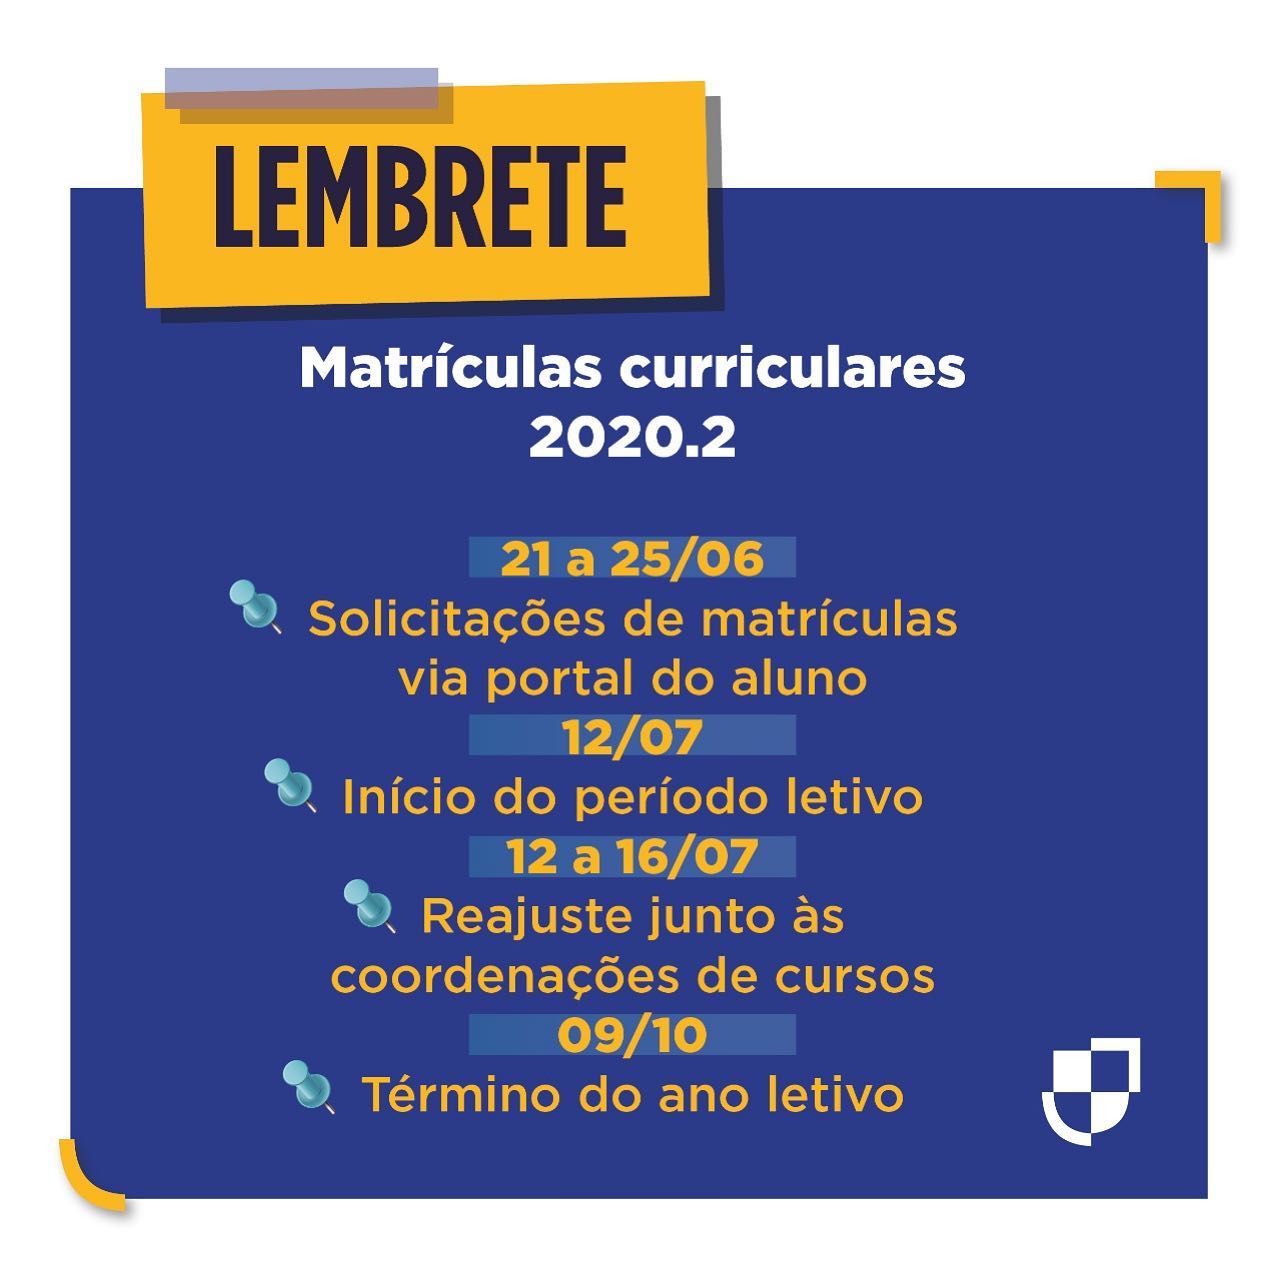 LEMBRETE
Matrículas curriculares
2020.2
21 a 25/06
Solicitações de matrículas
via portal do aluno
12/07
Início do período letivo
12 a 16/07
Reajuste junto às
coordenações de cursos
09/10
Término do ano letivo